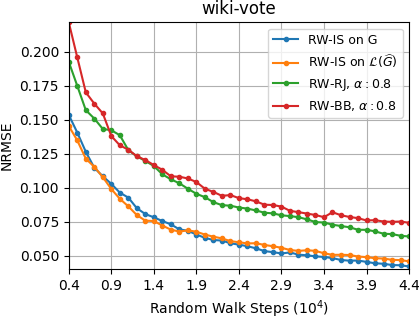 wiki-vote
RW-IS on G
RW-IS on ℒ(Ĝ)
RW-RJ, α : 0.8
RW-BB, α : 0.8
NRMSE
0.200
0.175
0.150
0.125
0.100
0.075
0.050
0.4 0.9 1.4 1.9 2.4 2.9 3.4 3.9 4.4
Random Walk Steps (10⁴)